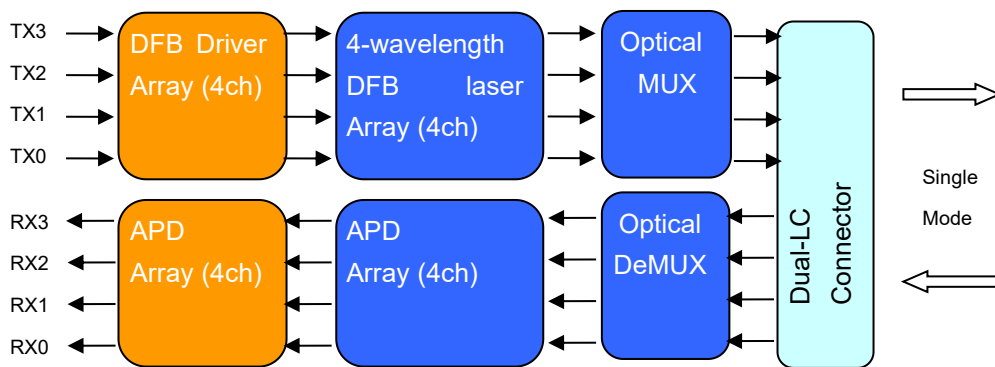 TX3
TX2
TX1
TX0
DFB Driver
Array (4ch)
4-wavelength
DFB laser
Array (4ch)
Optical
MUX
RX3
RX2
RX1
RX0
APD
Array (4ch)
APD
Array (4ch)
Optical
DeMUX
Dual-LC
Connector
Single
Mode